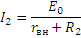 I₂ = E₀ / (rвн + R₂)